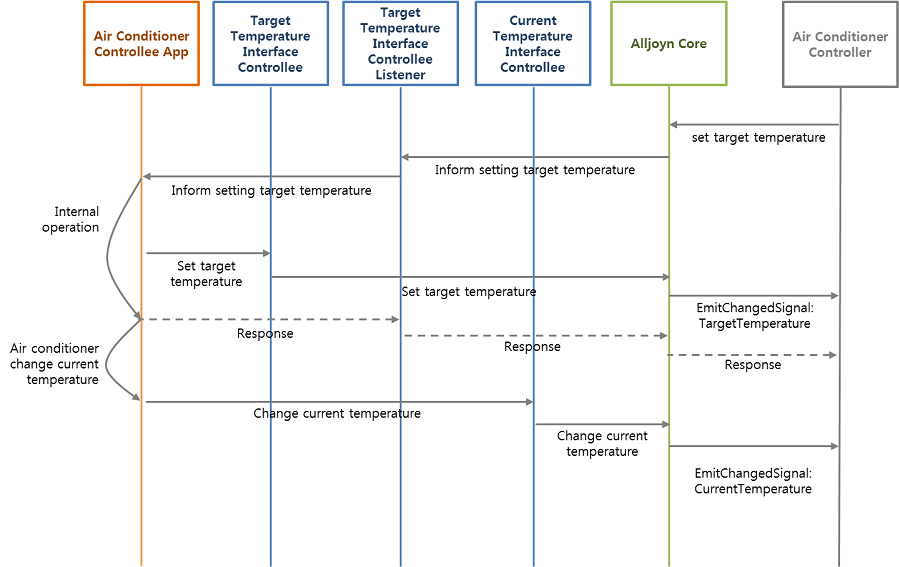 Air Conditioner
Controllee App
Target
Temperature
Interface
Controllee
Target
Temperature
Interface
Controllee
Listener
Current
Temperature
Interface
Controllee
Alljoyn Core
Air Conditioner
Controller
set target temperature
Inform setting target temperature
Inform setting target temperature
Internal
operation
Set target
temperature
Set target temperature
EmitChangedSignal:
TargetTemperature
Response
Response
Response
Air conditioner
change current
temperature
Change current temperature
Change current
temperature
EmitChangedSignal:
CurrentTemperature